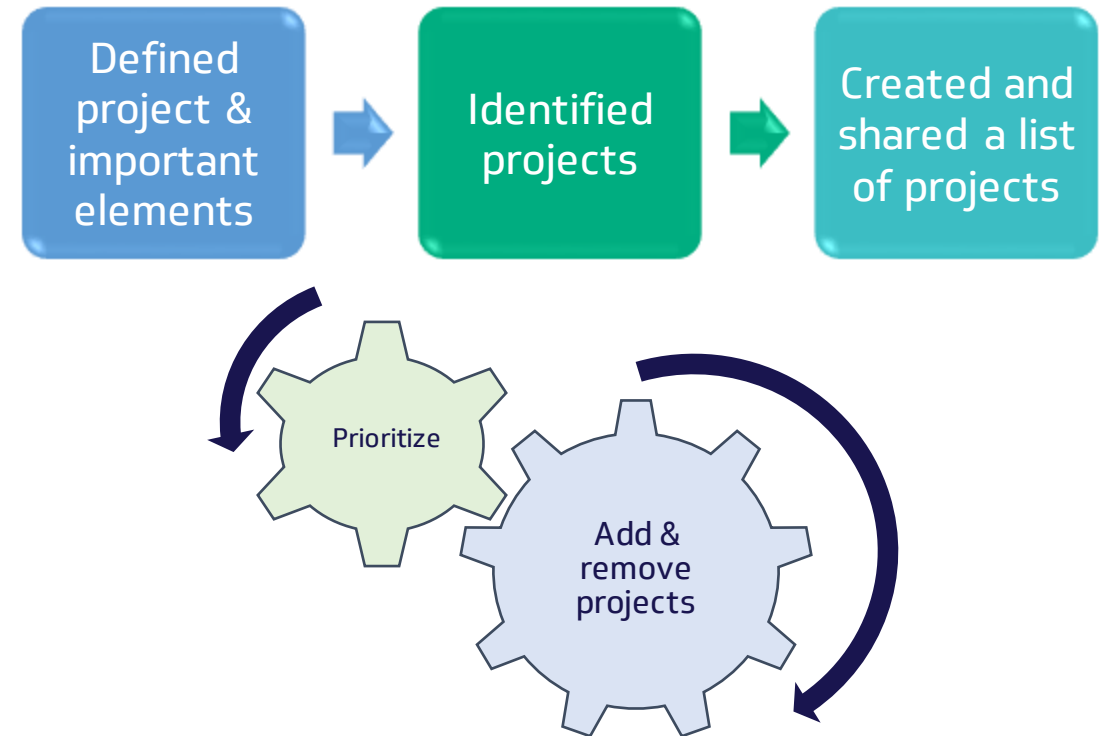 Defined
project &
important
elements
Identified
projects
Created and
shared a list
of projects
Prioritize
Add &
remove
projects